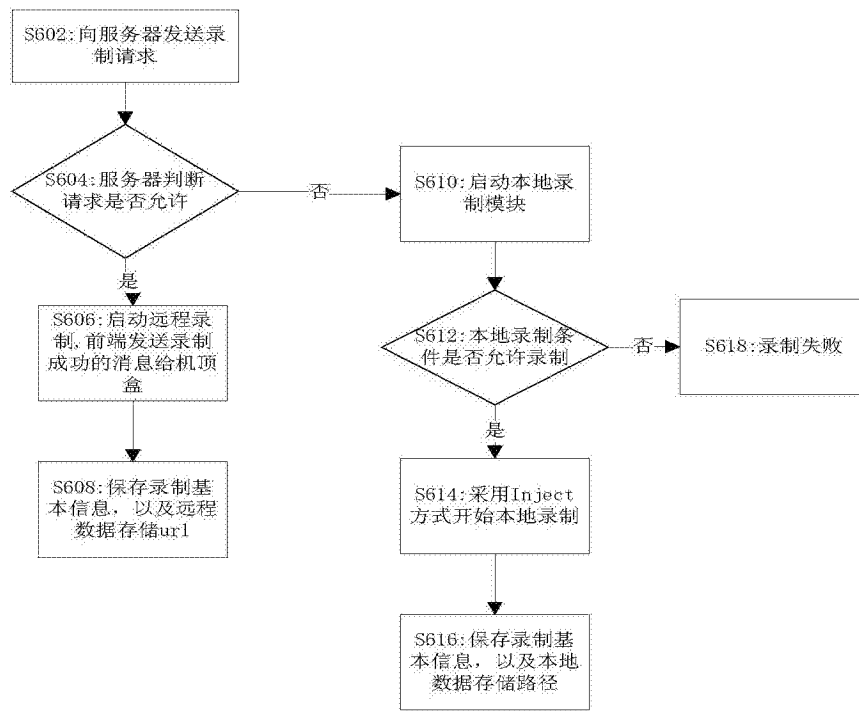 S602:向服务器发送录
制请求
S604:服务器判断
请求是否允许
否
S610:启动本地录
制模块
是
S606:启动远程录
制、前端发送录制
成功的消息给机顶
盒
S612:本地录制条
件是否允许录制
否
S618:录制失败
是
S608:保存录制基
本信息，以及远程
数据存储url
S614:采用Inject
方式开始本地录制
S616:保存录制基
本信息，以及本地
数据存储路径